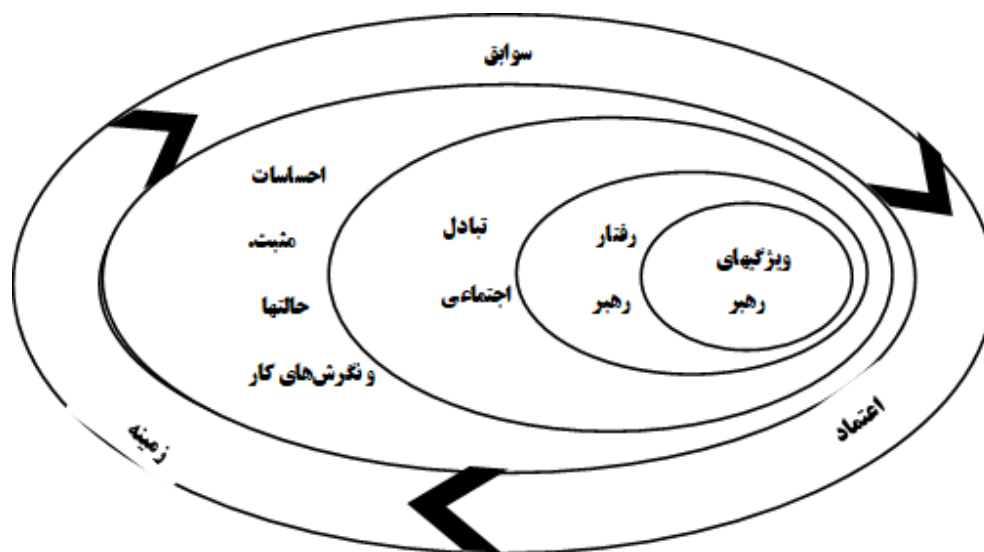 سوابق
ویژگیهای
رهبر
رفتار
رهبر
تبادل
اجتماعی
احساسات
مثبت،
حالتها
و نگرش‌های کار
اعتماد
زمینه